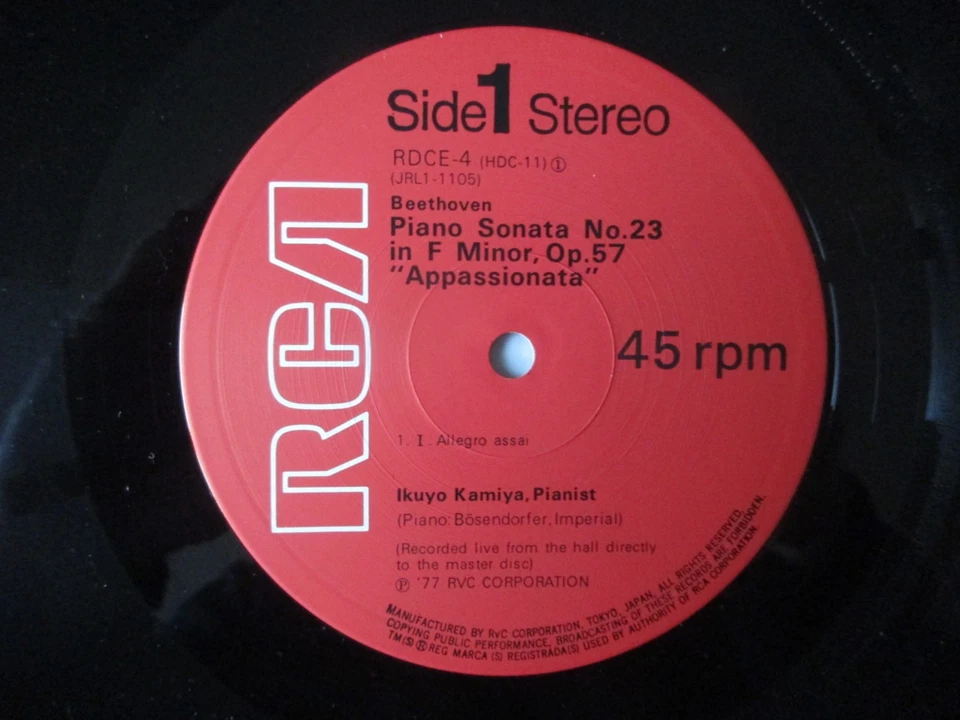 RCA
Side 1 Stereo
RDCE-4 (HDC-11) ①
(JRL1-1105)
Beethoven
Piano Sonata No.23
in F Minor, Op.57
"Appassionata"
45 rpm
1. I Allegro assai
Ikuyo Kamiya, Pianist
(Piano: Bösendorfer, Imperial)
(Recorded live from the hall directly
to the master disc)
℗ '77 RVC CORPORATION
MANUFACTURED BY RVC CORPORATION, TOKYO, JAPAN, ALL RIGHTS RESERVED,
COPYING PUBLIC PERFORMANCE, BROADCASTING OF THESE RECORDS ARE FORBIDDEN.
TM(S) ® REG MARCA (S) REGISTRADA(S) USED BY AUTHORITY OF RCA CORPORATION.